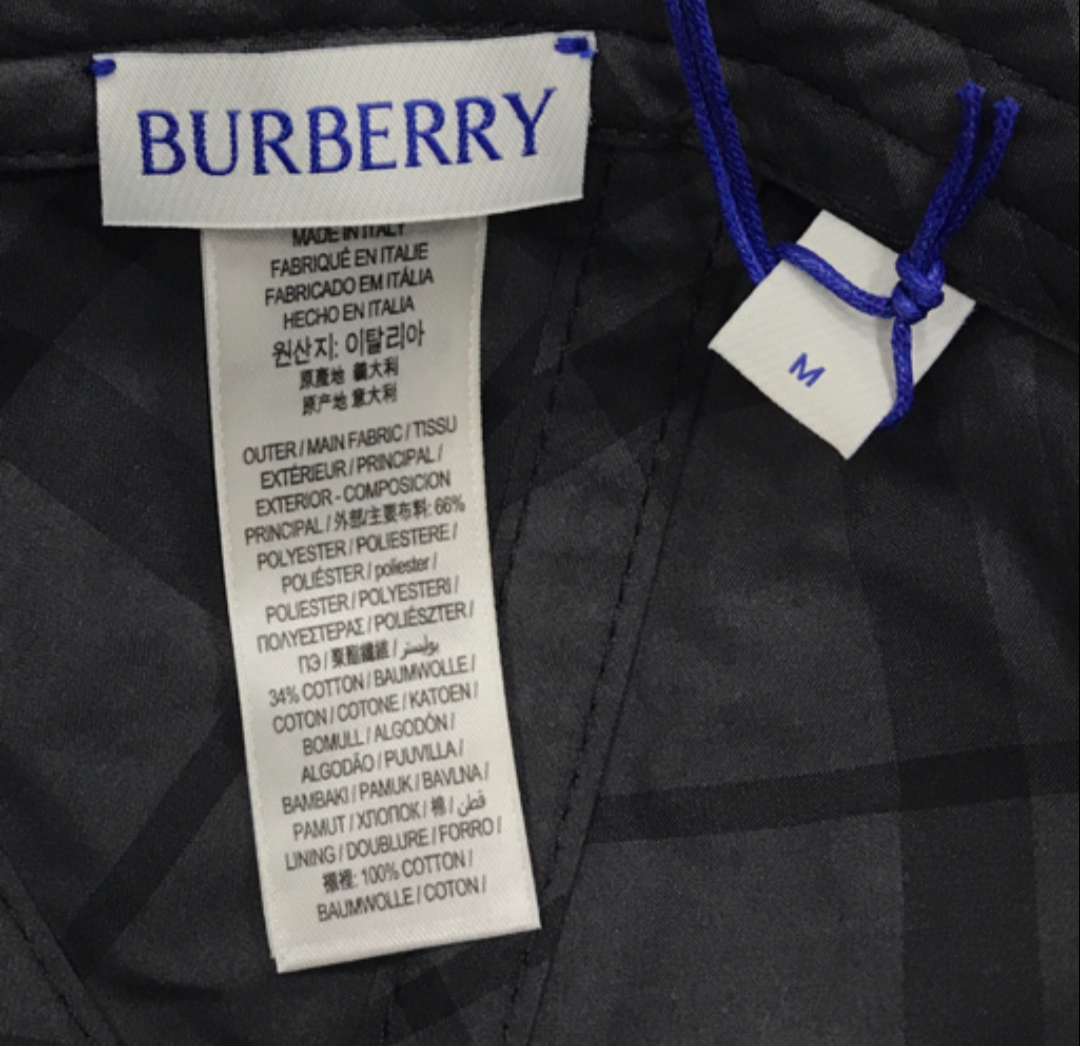 BURBERRY
MADE IN ITALY
FABRIQUÉ EN ITALIE
FABRICADO EM ITÁLIA
HECHO EN ITALIA
원산지: 이탈리아
原產地 義大利
原产地 意大利
OUTER / MAIN FABRIC / TISSU
EXTÉRIEUR / PRINCIPAL /
EXTERIOR - COMPOSICION
PRINCIPAL / 外部/主要布料: 66%
POLYESTER / POLIESTERE /
POLIÉSTER / poliester /
POLIESTER / POLYESTERI /
ΠΟΛΥΕΣΤΕΡΑΣ / POLIÉSZTER /
ПЭ / 聚酯纖維 / بوليستر
34% COTTON / BAUMWOLLE /
COTON / COTONE / KATOEN /
BOMULL / ALGODÓN /
ALGODÃO / PUUVILLA /
BAMBAKI / PAMUK / BAVLNA /
PAMUT / ХЛОПОК / 棉 / قطن
LINING / DOUBLURE / FORRO /
襯裡: 100% COTTON /
BAUMWOLLE / COTON /
M